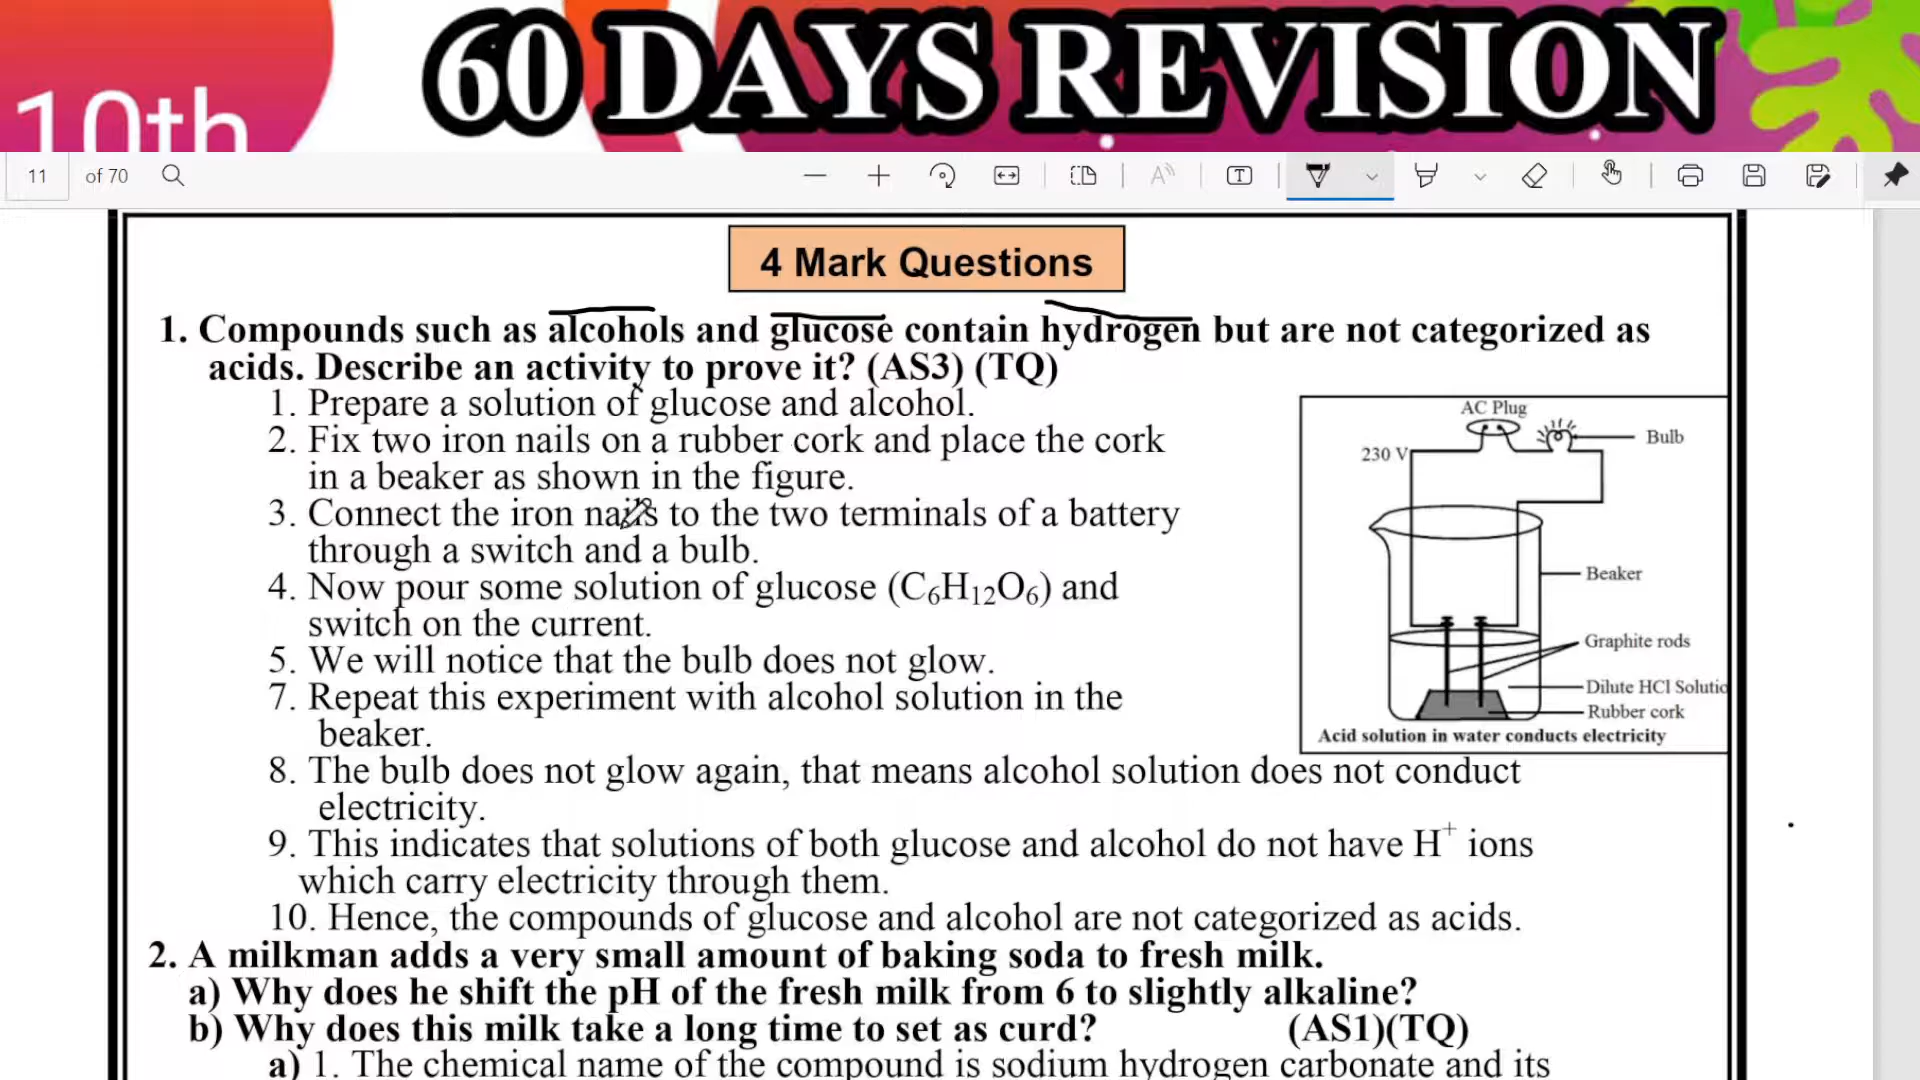 60 DAYS REVISION
10th
11 of 70
4 Mark Questions
1. Compounds such as alcohols and glucose contain hydrogen but are not categorized as
acids. Describe an activity to prove it? (AS3) (TQ)
1. Prepare a solution of glucose and alcohol.
2. Fix two iron nails on a rubber cork and place the cork
in a beaker as shown in the figure.
3. Connect the iron nails to the two terminals of a battery
through a switch and a bulb.
4. Now pour some solution of glucose (C₆H₁₂O₆) and
switch on the current.
5. We will notice that the bulb does not glow.
7. Repeat this experiment with alcohol solution in the
beaker.
AC Plug
Bulb
230 V
Beaker
Graphite rods
Dilute HCl Solutio
Rubber cork
Acid solution in water conducts electricity
8. The bulb does not glow again, that means alcohol solution does not conduct
electricity.
9. This indicates that solutions of both glucose and alcohol do not have H⁺ ions
which carry electricity through them.
10. Hence, the compounds of glucose and alcohol are not categorized as acids.
2. A milkman adds a very small amount of baking soda to fresh milk.
a) Why does he shift the pH of the fresh milk from 6 to slightly alkaline?
b) Why does this milk take a long time to set as curd? (AS1)(TQ)
a) 1. The chemical name of the compound is sodium hydrogen carbonate and its